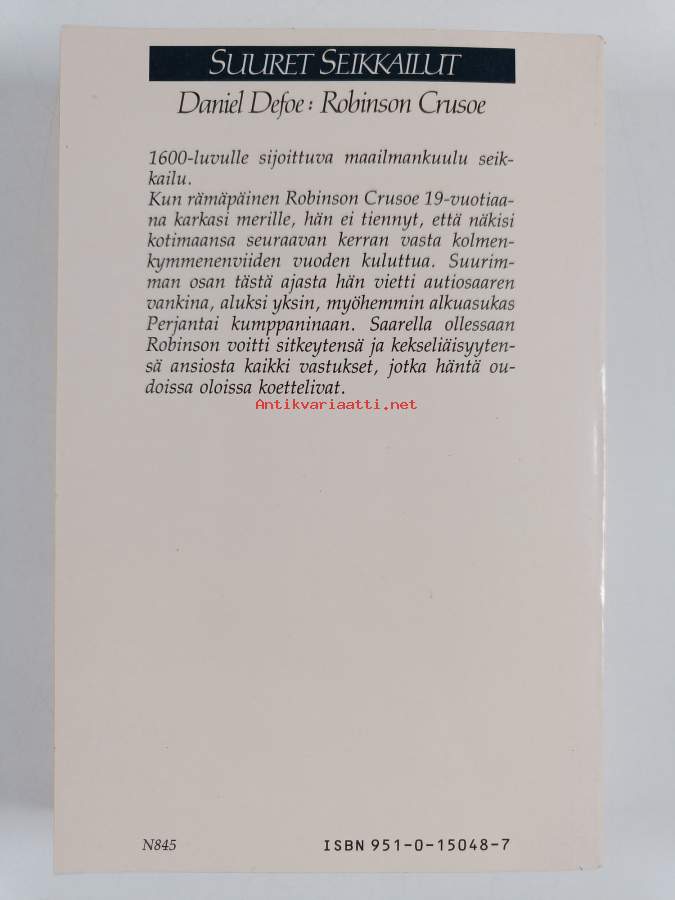 SUURET SEIKKAILUT
Daniel Defoe: Robinson Crusoe
1600-luvulle sijoittuva maailmankuulu seik-
kailu.
Kun rämäpäinen Robinson Crusoe 19-vuotiaa-
na karkasi merille, hän ei tiennyt, että näkisi
kotimaansa seuraavan kerran vasta kolmen-
kymmenenviiden vuoden kuluttua. Suurim-
man osan tästä ajasta hän vietti autiosaaren
vankina, aluksi yksin, myöhemmin alkuasukas
Perjantai kumppaninaan. Saarella ollessaan
Robinson voitti sitkeytensä ja kekseliäisyyten-
sä ansiosta kaikki vastukset, jotka häntä ou-
doissa oloissa koettelivat.
Antikvariaatti.net
N845
ISBN 951-0-15048-7